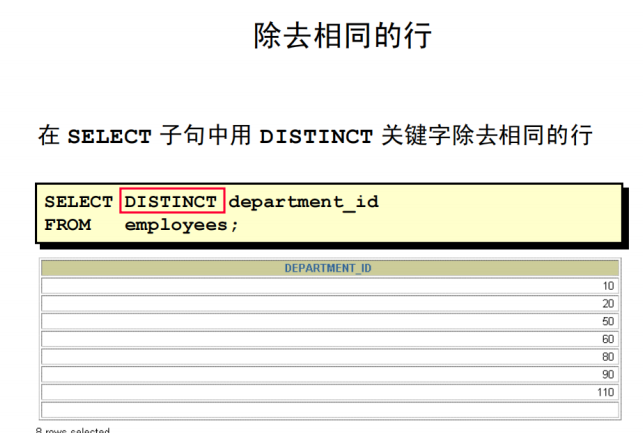 除去相同的行
在 SELECT 子句中用 DISTINCT 关键字除去相同的行
SELECT DISTINCT department_id
FROM employees;
DEPARTMENT_ID
10
20
50
60
80
90
110
8 rows selected